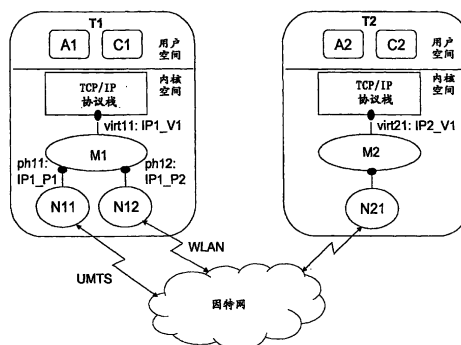 T1
A1
C1
用户
空间
内核
空间
TCP/IP
协议栈
virt11: IP1_V1
M1
ph11:
IP1_P1
ph12:
IP1_P2
N11
N12
UMTS
WLAN
因特网
T2
A2
C2
用户
空间
内核
空间
TCP/IP
协议栈
virt21: IP2_V1
M2
N21